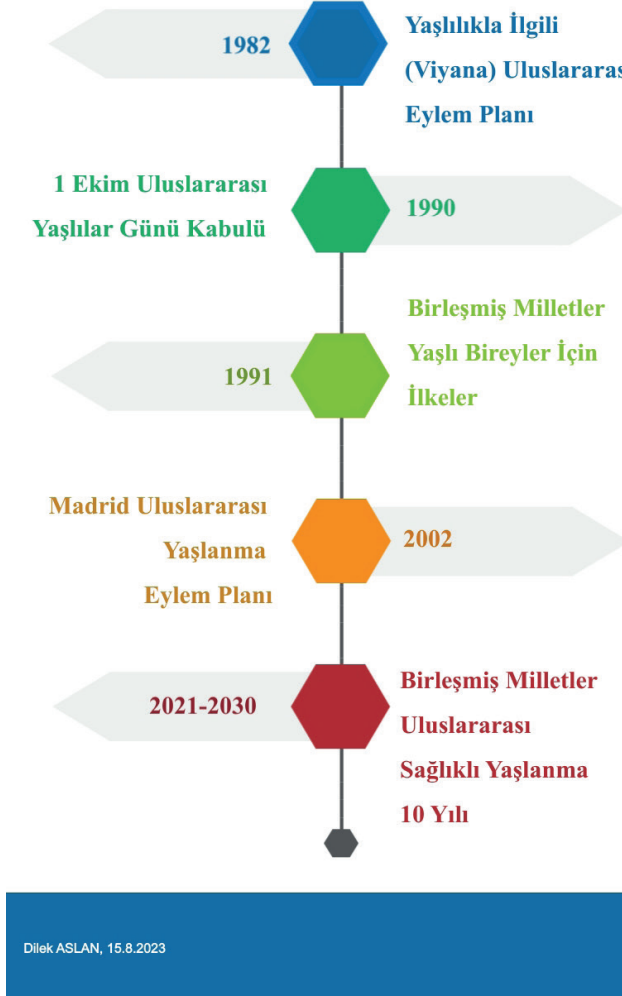 1982
Yaşlılıkla İlgili
(Viyana) Uluslararas
Eylem Planı
1 Ekim Uluslararası
Yaşlılar Günü Kabulü
1990
1991
Birleşmiş Milletler
Yaşlı Bireyler İçin
İlkeler
Madrid Uluslararası
Yaşlanma
Eylem Planı
2002
2021-2030
Birleşmiş Milletler
Uluslararası
Sağlıklı Yaşlanma
10 Yılı
Dilek ASLAN, 15.8.2023